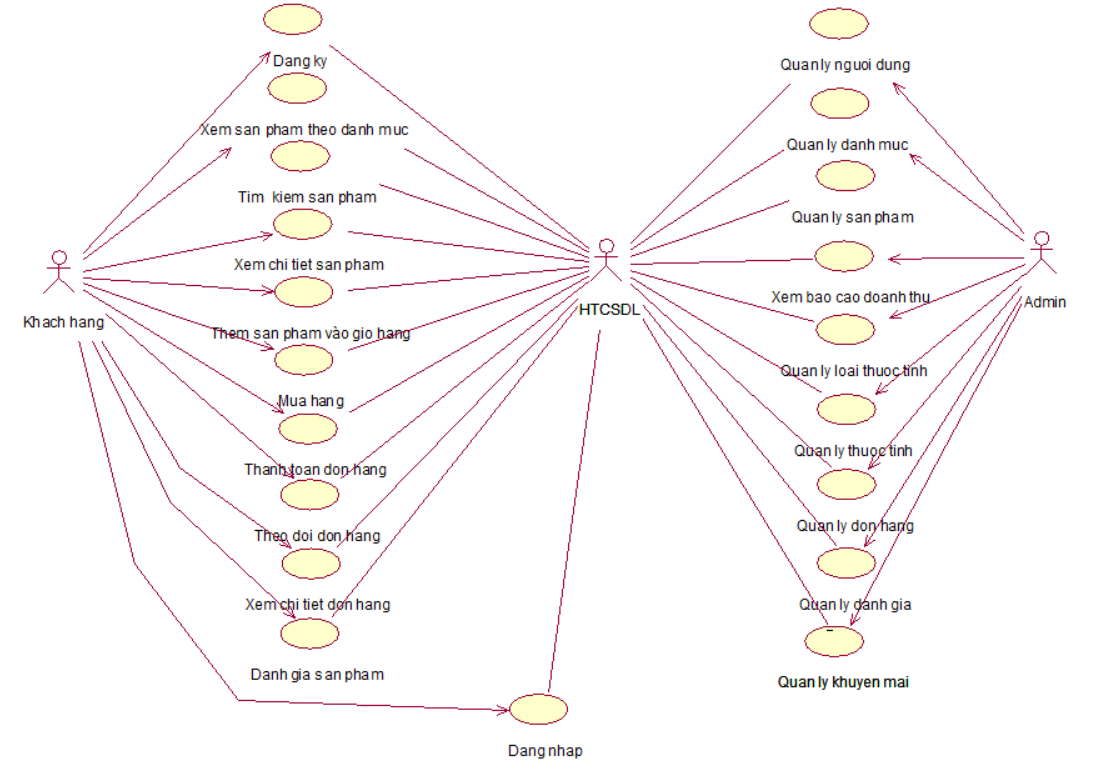 Dang ky
Xem san pham theo danh muc
Tim kiem san pham
Xem chi tiet san pham
Them san pham vào gio hang
Mua hang
Thanh toan don hang
Theo doi don hang
Xem chi tiet don hang
Danh gia san pham
Dang nhap
Khach hang
HTCSDL
Quan ly nguoi dung
Quan ly danh muc
Quan ly san pham
Xem bao cao doanh thu
Quan ly loai thuoc tinh
Quan ly thuoc tinh
Quan ly don hang
Quan ly danh gia
Quan ly khuyen mai
Admin